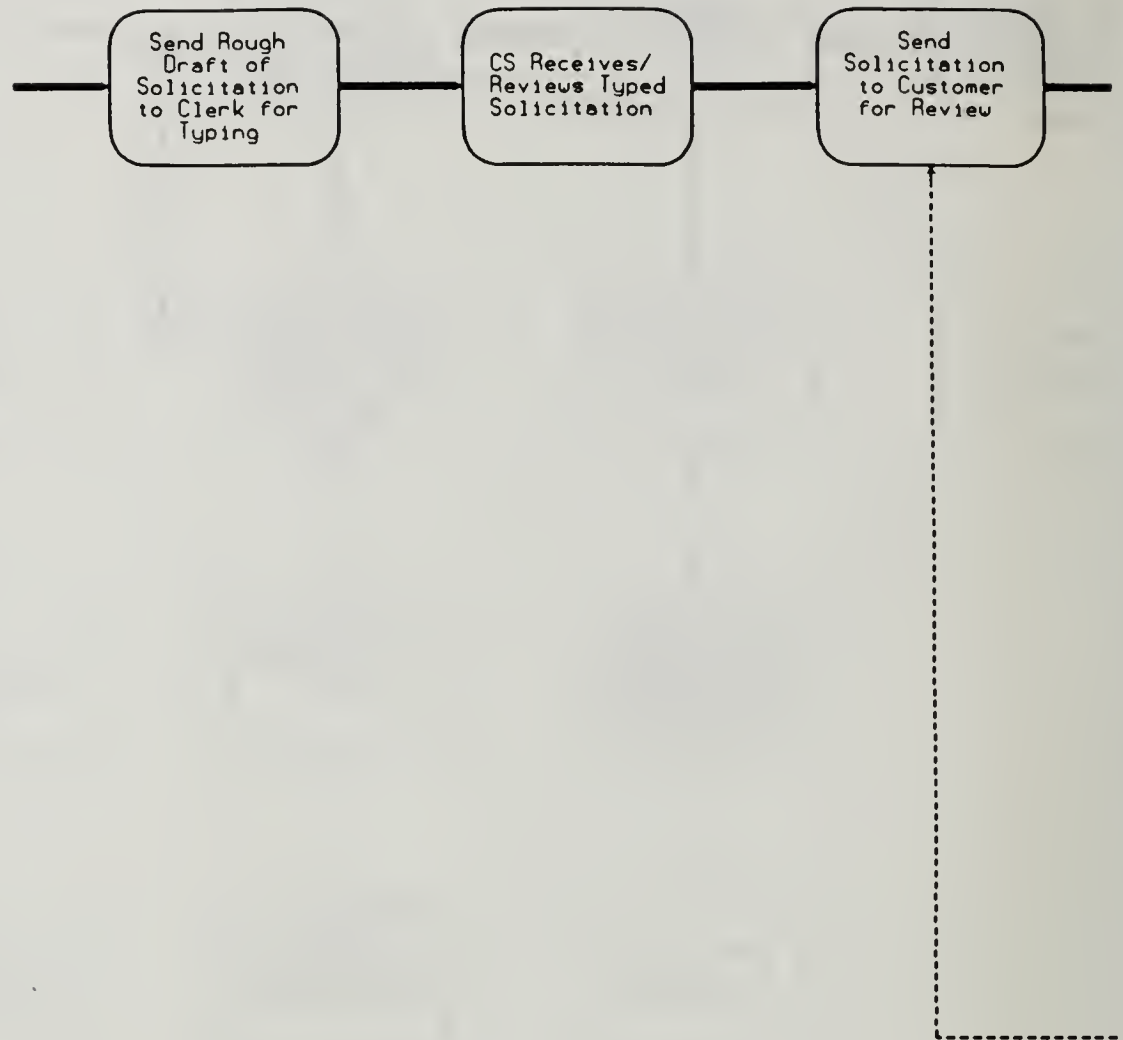 Send Rough
Draft of
Solicitation
to Clerk for
Typing
CS Receives/
Reviews Typed
Solicitation
Send
Solicitation
to Customer
for Review